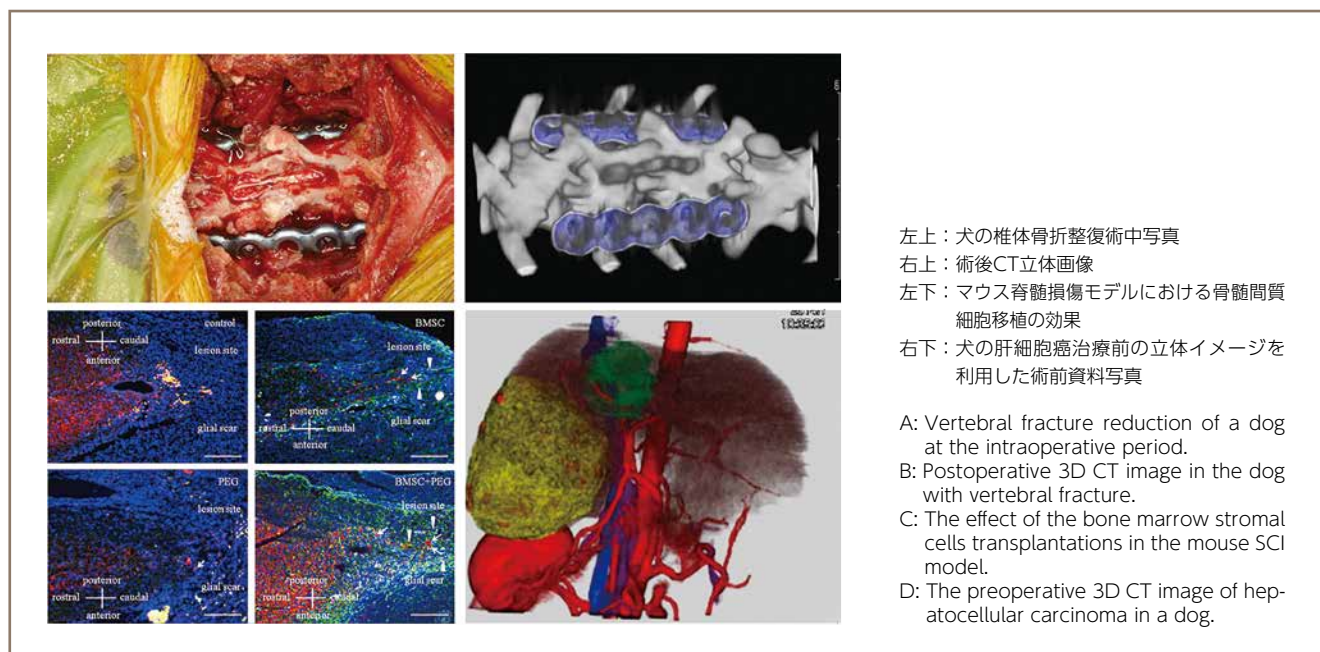 control
posterior
rostral
caudal
anterior
lesion site
glial scar
BMSC
lesion site
posterior
rostral
caudal
anterior
glial scar
PEG
lesion site
posterior
rostral
caudal
anterior
glial scar
BMSC+PEG
lesion site
posterior
rostral
caudal
anterior
glial scar
左上：犬の椎体骨折整復術中写真
右上：術後CT立体画像
左下：マウス脊髄損傷モデルにおける骨髄間質
細胞移植の効果
右下：犬の肝細胞癌治療前の立体イメージを
利用した術前資料写真
A: Vertebral fracture reduction of a dog
at the intraoperative period.
B: Postoperative 3D CT image in the dog
with vertebral fracture.
C: The effect of the bone marrow stromal
cells transplantations in the mouse SCI
model.
D: The preoperative 3D CT image of hep-
atocellular carcinoma in a dog.